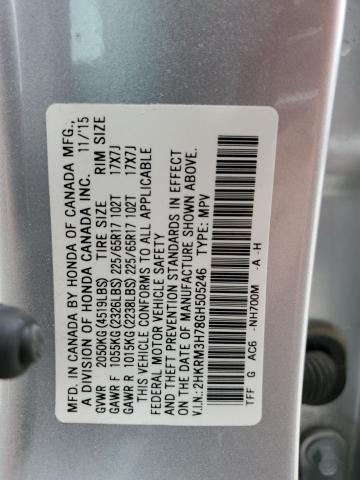 MFD. IN CANADA BY HONDA OF CANADA MFG.,
A DIVISION OF HONDA CANADA INC. 11/'15
GVWR 2050KG(4519LBS) TIRE SIZE RIM SIZE
GAWR F 1055KG(2326LBS) 225/65R17 102T 17X7J
GAWR R 1015KG(2238LBS) 225/65R17 102T 17X7J
THIS VEHICLE CONFORMS TO ALL APPLICABLE
FEDERAL MOTOR VEHICLE SAFETY
AND THEFT PREVENTION STANDARDS IN EFFECT
ON THE DATE OF MANUFACTURE SHOWN ABOVE.
V.I.N:2HKRM3H78GH505246 TYPE: MPV
TFF G AC6 -NH700M -A -H